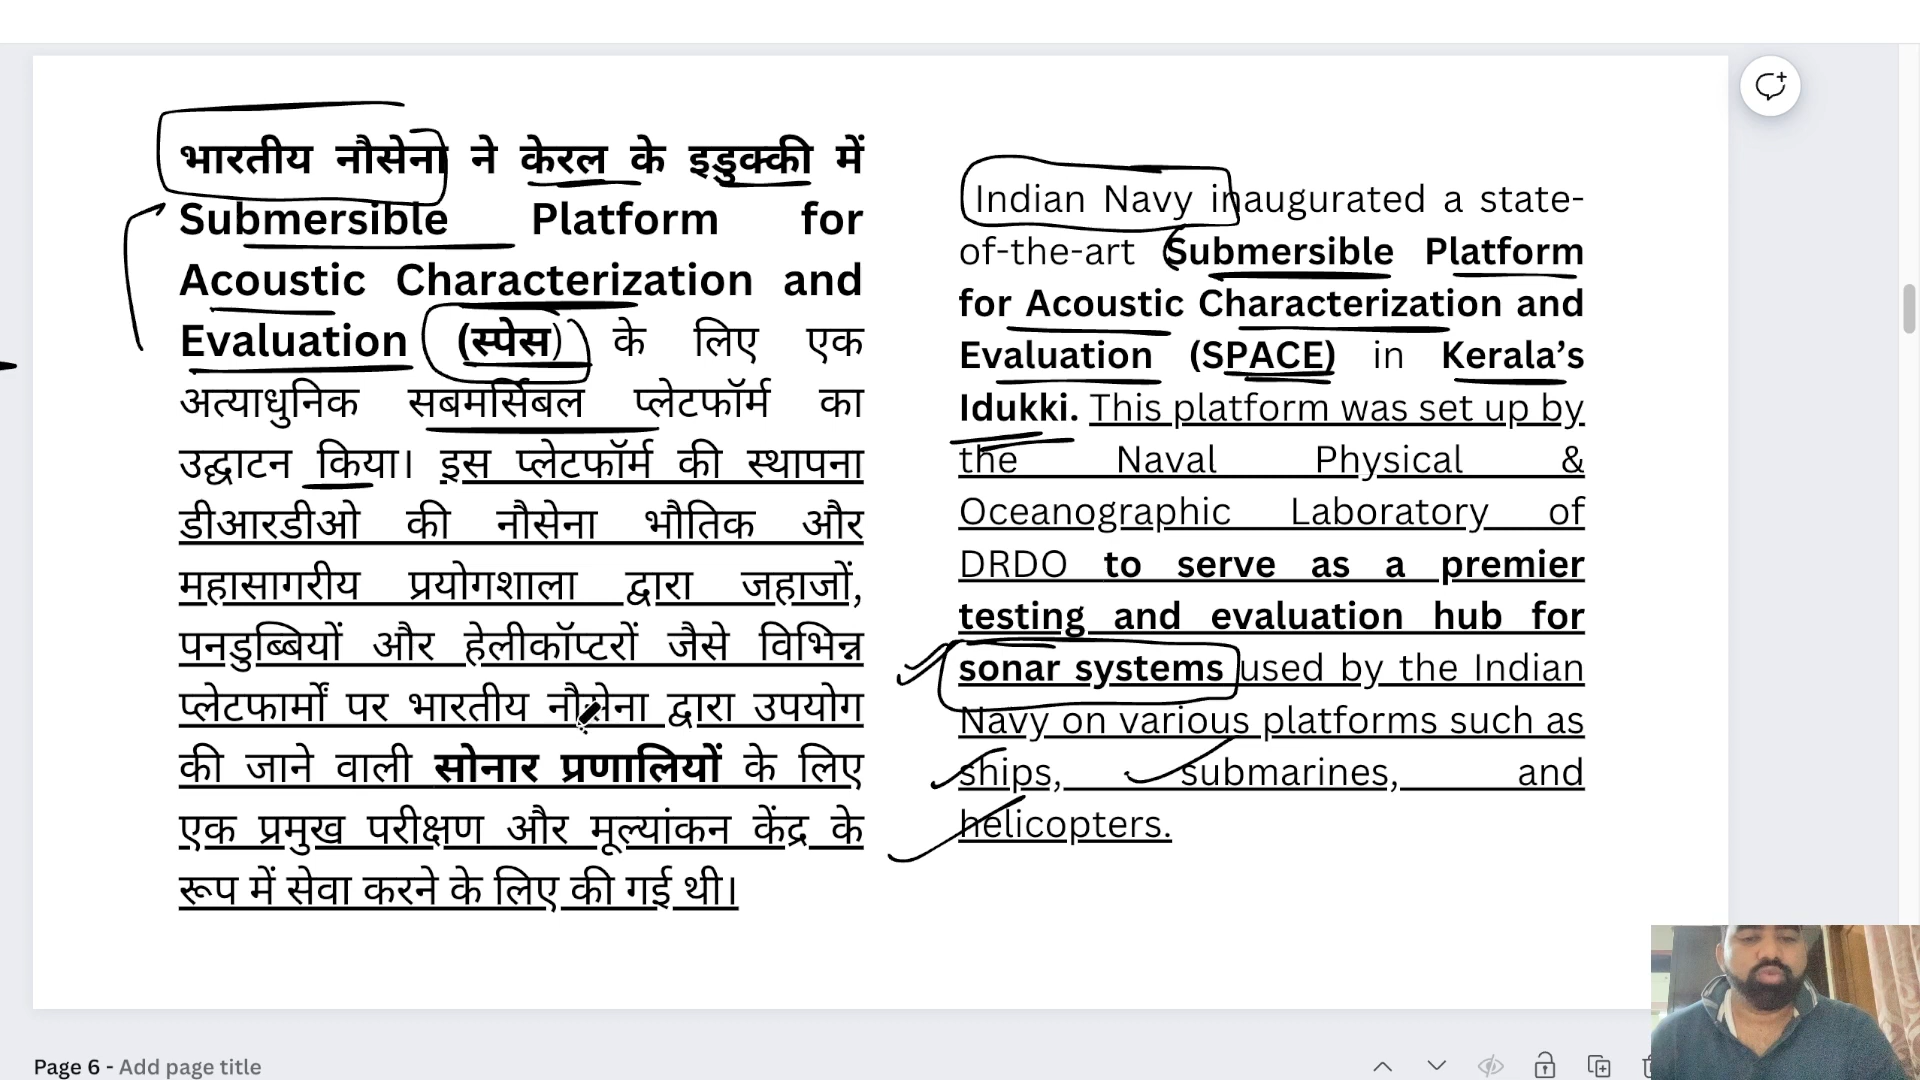 भारतीय नौसेना ने केरल के इडुक्की में
Submersible Platform for
Acoustic Characterization and
Evaluation (स्पेस) के लिए एक
अत्याधुनिक सबमर्सिबल प्लेटफॉर्म का
उद्घाटन किया। इस प्लेटफॉर्म की स्थापना
डीआरडीओ की नौसेना भौतिक और
महासागरीय प्रयोगशाला द्वारा जहाजों,
पनडुब्बियों और हेलीकॉप्टरों जैसे विभिन्न
प्लेटफार्मों पर भारतीय नौसेना द्वारा उपयोग
की जाने वाली सोनार प्रणालियों के लिए
एक प्रमुख परीक्षण और मूल्यांकन केंद्र के
रूप में सेवा करने के लिए की गई थी।
Indian Navy inaugurated a state-
of-the-art Submersible Platform
for Acoustic Characterization and
Evaluation (SPACE) in Kerala's
Idukki. This platform was set up by
the Naval Physical &
Oceanographic Laboratory of
DRDO to serve as a premier
testing and evaluation hub for
sonar systems used by the Indian
Navy on various platforms such as
ships, submarines, and
helicopters.
Page 6 - Add page title